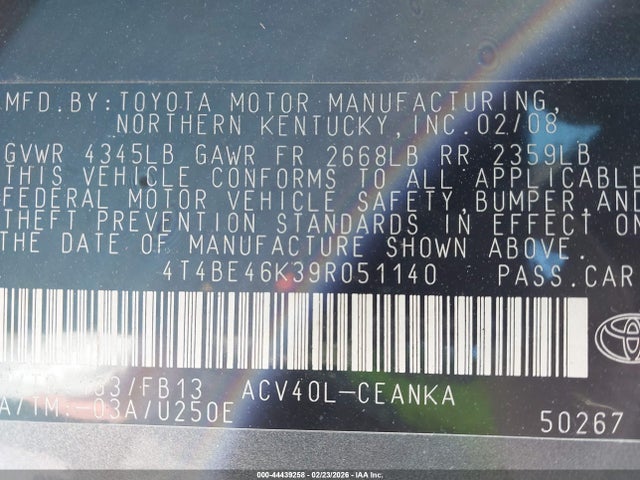 MFD.BY:TOYOTA MOTOR MANUFACTURING,
NORTHERN KENTUCKY,INC.02/08
GVWR 4345LB GAWR FR 2668LB RR 2359LB
THIS VEHICLE CONFORMS TO ALL APPLICABLE
FEDERAL MOTOR VEHICLE SAFETY,BUMPER,AND
THEFT PREVENTION STANDARDS IN EFFECT ON
THE DATE OF MANUFACTURE SHOWN ABOVE.
4T4BE46K39R051140 PASS.CAR
/FB13 ACV40L-CEANKA
A/TM:-03A/U250E
50267
000-44439258 - 02/23/2026 - IAA Inc.